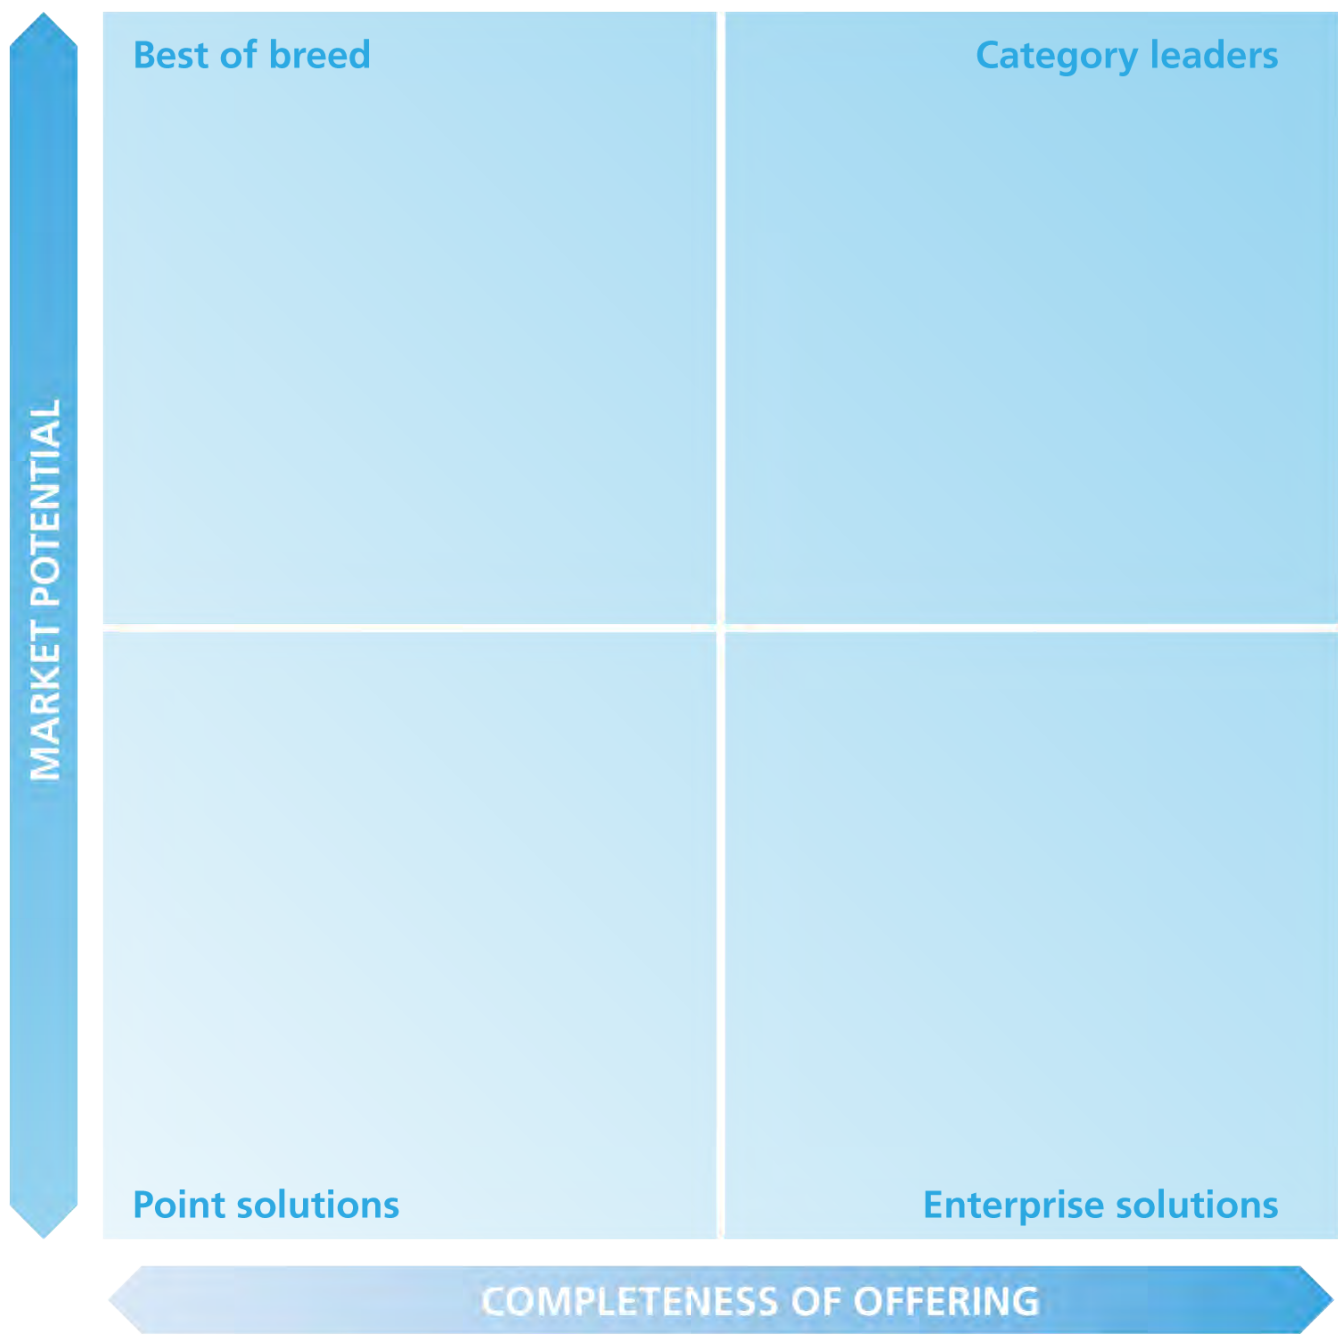 Best of breed
Category leaders
MARKET POTENTIAL
Point solutions
Enterprise solutions
COMPLETENESS OF OFFERING